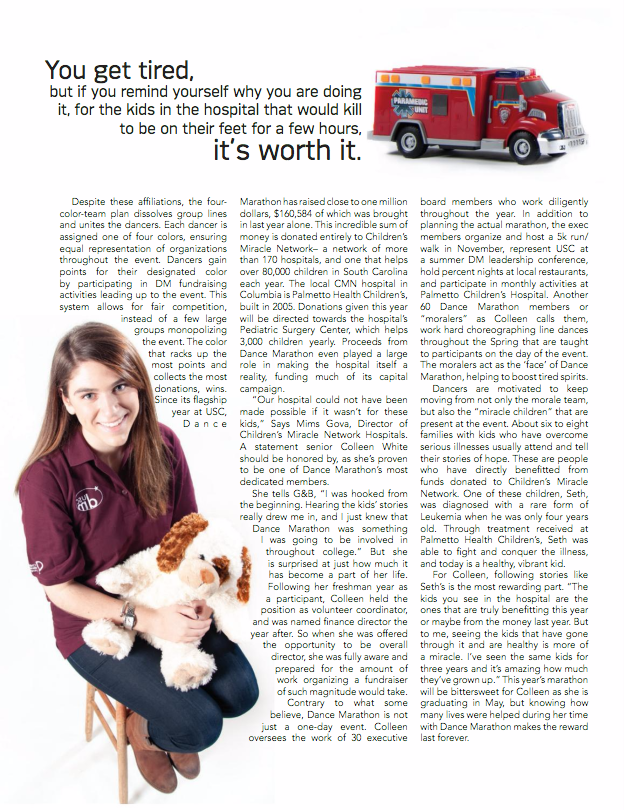 You get tired,
but if you remind yourself why you are doing
it, for the kids in the hospital that would kill
to be on their feet for a few hours,
it's worth it.
PARAMEDIC
UNIT
Despite these affiliations, the four-
color-team plan dissolves group lines
and unites the dancers. Each dancer is
assigned one of four colors, ensuring
equal representation of organizations
throughout the event. Dancers gain
points for their designated color
by participating in DM fundraising
activities leading up to the event. This
system allows for fair competition,
instead of a few large
groups monopolizing
the event. The color
that racks up the
most points and
collects the most
donations, wins.
Since its flagship
year at USC,
Dance
Marathon has raised close to one million
dollars, $160,584 of which was brought
in last year alone. This incredible sum of
money is donated entirely to Children's
Miracle Network– a network of more
than 170 hospitals, and one that helps
over 80,000 children in South Carolina
each year. The local CMN hospital in
Columbia is Palmetto Health Children's,
built in 2005. Donations given this year
will be directed towards the hospital's
Pediatric Surgery Center, which helps
3,000 children yearly. Proceeds from
Dance Marathon even played a large
role in making the hospital itself a
reality, funding much of its capital
campaign.
"Our hospital could not have been
made possible if it wasn't for these
kids," Says Mims Gova, Director of
Children's Miracle Network Hospitals.
A statement senior Colleen White
should be honored by, as she's proven
to be one of Dance Marathon's most
dedicated members.
She tells G&B, "I was hooked from
the beginning. Hearing the kids' stories
really drew me in, and I just knew that
Dance Marathon was something
I was going to be involved in
throughout college." But she
is surprised at just how much it
has become a part of her life.
Following her freshman year as
a participant, Colleen held the
position as volunteer coordinator,
and was named finance director the
year after. So when she was offered
the opportunity to be overall
director, she was fully aware and
prepared for the amount of
work organizing a fundraiser
of such magnitude would take.
Contrary to what some
believe, Dance Marathon is not
just a one-day event. Colleen
oversees the work of 30 executive
board members who work diligently
throughout the year. In addition to
planning the actual marathon, the exec
members organize and host a 5k run/
walk in November, represent USC at
a summer DM leadership conference,
hold percent nights at local restaurants,
and participate in monthly activities at
Palmetto Children's Hospital. Another
60 Dance Marathon members or
"moralers" as Colleen calls them,
work hard choreographing line dances
throughout the Spring that are taught
to participants on the day of the event.
The moralers act as the 'face' of Dance
Marathon, helping to boost tired spirits.
Dancers are motivated to keep
moving from not only the morale team,
but also the "miracle children" that are
present at the event. About six to eight
families with kids who have overcome
serious illnesses usually attend and tell
their stories of hope. These are people
who have directly benefitted from
funds donated to Children's Miracle
Network. One of these children, Seth,
was diagnosed with a rare form of
Leukemia when he was only four years
old. Through treatment received at
Palmetto Health Children's, Seth was
able to fight and conquer the illness,
and today is a healthy, vibrant kid.
For Colleen, following stories like
Seth's is the most rewarding part. "The
kids you see in the hospital are the
ones that are truly benefitting this year
or maybe from the money last year. But
to me, seeing the kids that have gone
through it and are healthy is more of
a miracle. I've seen the same kids for
three years and it's amazing how much
they've grown up." This year's marathon
will be bittersweet for Colleen as she is
graduating in May, but knowing how
many lives were helped during her time
with Dance Marathon makes the reward
last forever.